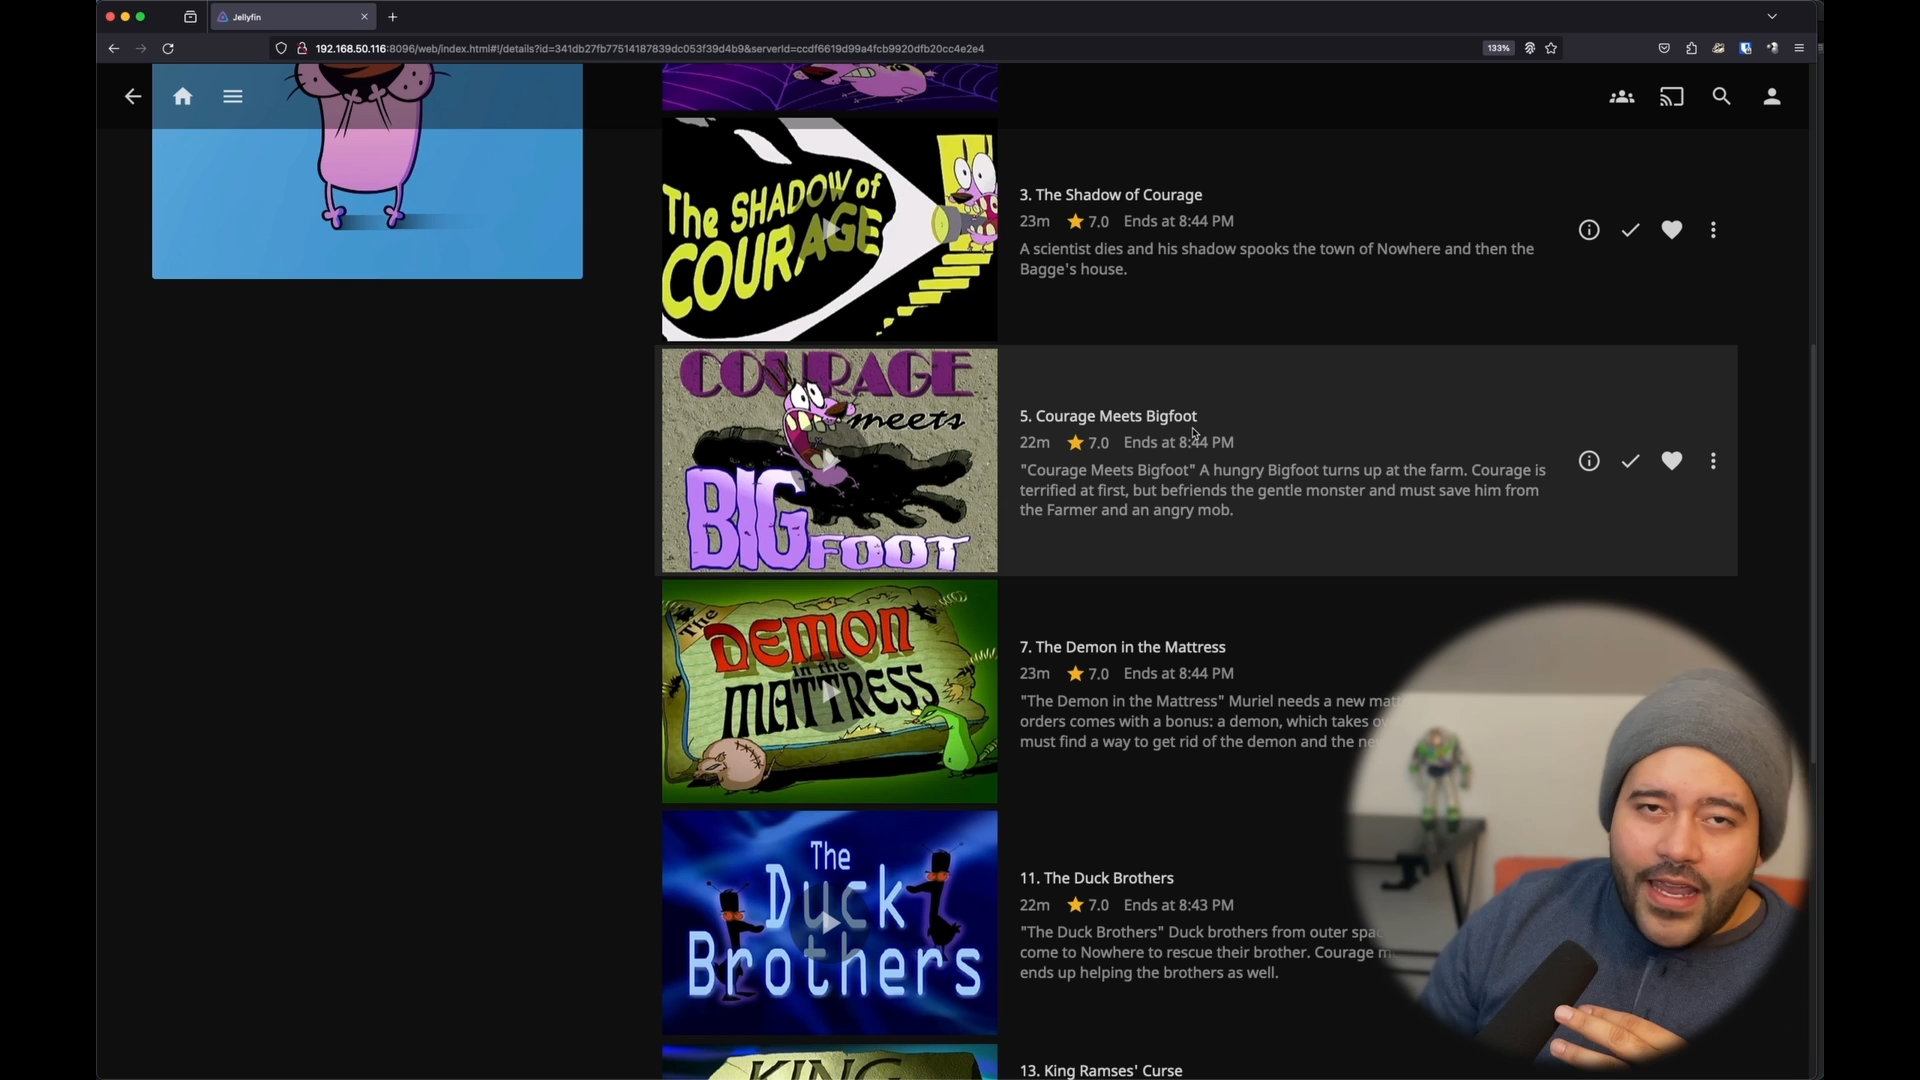 Jellyfin
192.168.50.116:8096/web/index.html#!/details?id=341db27fb77514187839dc053f39d4b9&serverId=ccdf6619d99a4fcb9920dfb20cc4e2e4
133%
The SHADOW of
COURAGE
3. The Shadow of Courage
23m 7.0 Ends at 8:44 PM
A scientist dies and his shadow spooks the town of Nowhere and then the
Bagge's house.
COURAGE
meets
BIGFOOT
5. Courage Meets Bigfoot
22m 7.0 Ends at 8:44 PM
"Courage Meets Bigfoot" A hungry Bigfoot turns up at the farm. Courage is
terrified at first, but befriends the gentle monster and must save him from
the Farmer and an angry mob.
The
DEMON
in the
MATTRESS
7. The Demon in the Mattress
23m 7.0 Ends at 8:44 PM
"The Demon in the Mattress" Muriel needs a new
orders comes with a bonus: a demon, which takes
must find a way to get rid of the demon and the
The
Duck
Brothers
11. The Duck Brothers
22m 7.0 Ends at 8:43 PM
"The Duck Brothers" Duck brothers from outer
come to Nowhere to rescue their brother. Courage
ends up helping the brothers as well.
KING
13. King Ramses' Curse